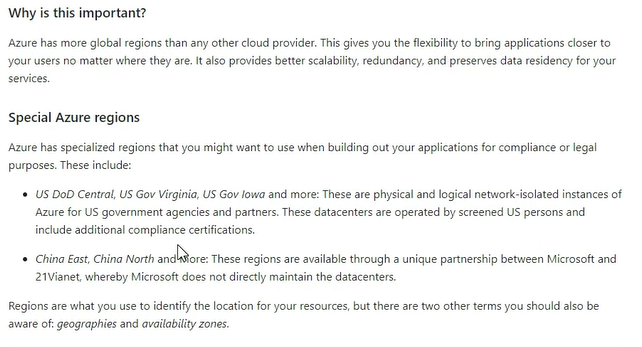 Why is this important?
Azure has more global regions than any other cloud provider. This gives you the flexibility to bring applications closer to
your users no matter where they are. It also provides better scalability, redundancy, and preserves data residency for your
services.
Special Azure regions
Azure has specialized regions that you might want to use when building out your applications for compliance or legal
purposes. These include:
• US DoD Central, US Gov Virginia, US Gov Iowa and more: These are physical and logical network-isolated instances of
Azure for US government agencies and partners. These datacenters are operated by screened US persons and
include additional compliance certifications.
• China East, China North and more: These regions are available through a unique partnership between Microsoft and
21Vianet, whereby Microsoft does not directly maintain the datacenters.
Regions are what you use to identify the location for your resources, but there are two other terms you should also be
aware of: geographies and availability zones.